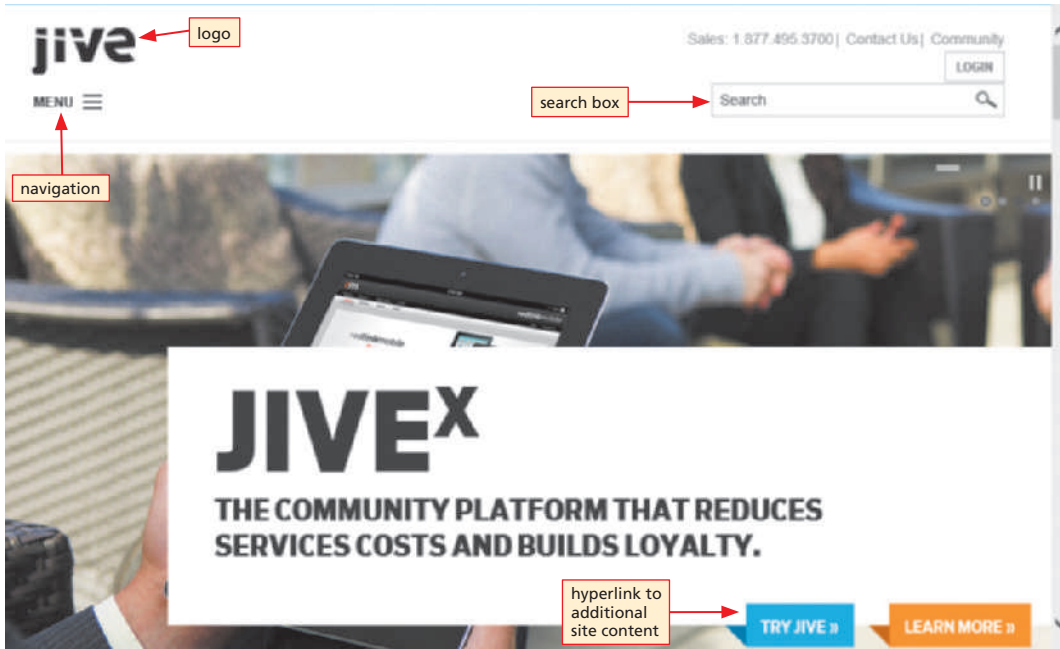 jive
logo
Sales: 1.877.495.3700| Contact Us| Community
LOGIN
MENU
search box
Search
navigation
JIVEX
THE COMMUNITY PLATFORM THAT REDUCES
SERVICES COSTS AND BUILDS LOYALTY.
hyperlink to
additional
site content
TRY JIVE »
LEARN MORE »